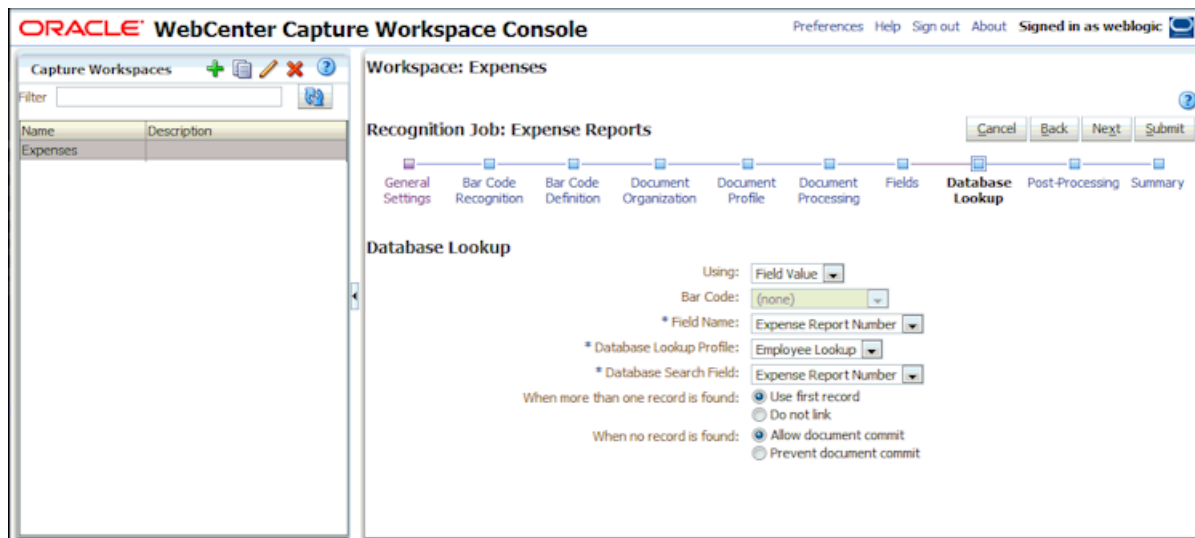 ORACLE WebCenter Capture Workspace Console
Preferences Help Sign out About Signed in as weblogic
Capture Workspaces
Filter
Name Description
Expenses
Workspace: Expenses
Recognition Job: Expense Reports
Cancel Back Next Submit
General Settings
Bar Code Recognition
Bar Code Definition
Document Organization
Document Profile
Document Processing
Fields
Database Lookup
Post-Processing
Summary
Database Lookup
Using: Field Value
Bar Code: (none)
* Field Name: Expense Report Number
* Database Lookup Profile: Employee Lookup
* Database Search Field: Expense Report Number
When more than one record is found: Use first record
Do not link
When no record is found: Allow document commit
Prevent document commit